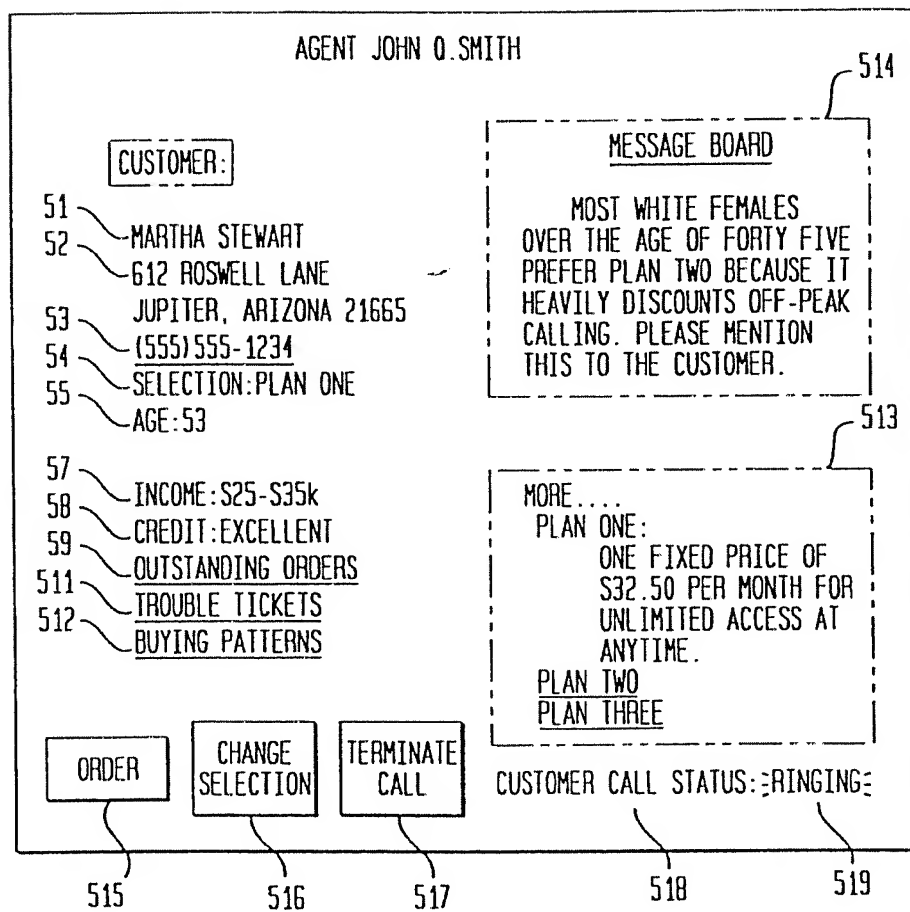 AGENT JOHN Q.SMITH
514
CUSTOMER:
MESSAGE BOARD
51
MARTHA STEWART
52
612 ROSWELL LANE
JUPITER, ARIZONA 21665
53
(555)555-1234
54
SELECTION:PLAN ONE
55
AGE:53
MOST WHITE FEMALES
OVER THE AGE OF FORTY FIVE
PREFER PLAN TWO BECAUSE IT
HEAVILY DISCOUNTS OFF-PEAK
CALLING. PLEASE MENTION
THIS TO THE CUSTOMER.
513
57
INCOME:$25-$35k
58
CREDIT:EXCELLENT
59
OUTSTANDING ORDERS
511
TROUBLE TICKETS
512
BUYING PATTERNS
MORE....
PLAN ONE:
ONE FIXED PRICE OF
$32.50 PER MONTH FOR
UNLIMITED ACCESS AT
ANYTIME.
PLAN TWO
PLAN THREE
ORDER
CHANGE
SELECTION
TERMINATE
CALL
CUSTOMER CALL STATUS: RINGING
515
516
517
518
519